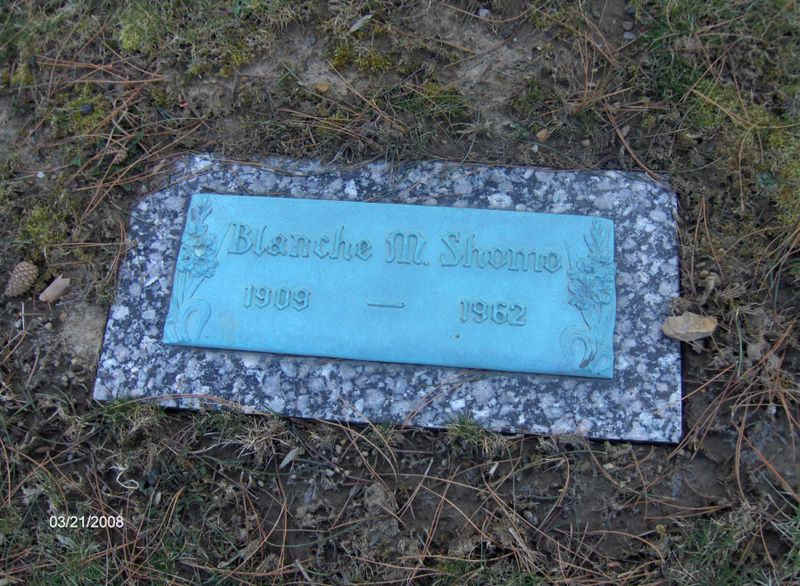 Blanche M. Shomo
1909 — 1962
03/21/2008